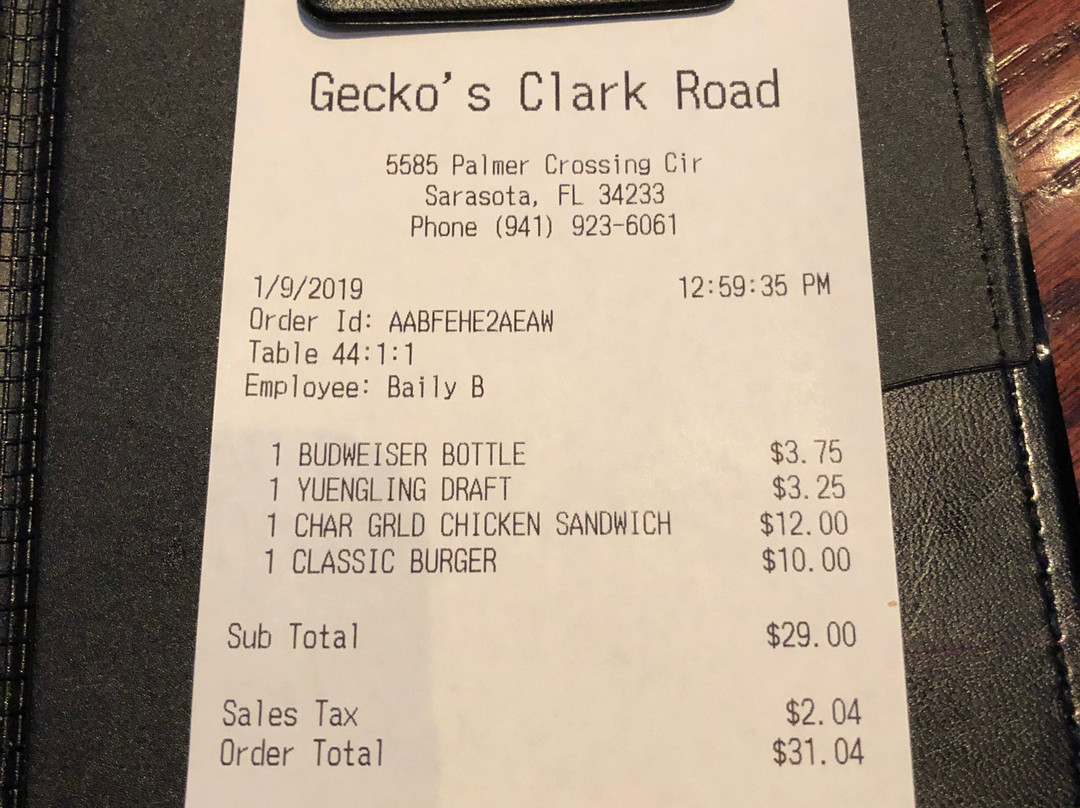 Gecko's Clark Road
5585 Palmer Crossing Cir
Sarasota, FL 34233
Phone (941) 923-6061
1/9/2019 12:59:35 PM
Order Id: AABFEHE2AEAW
Table 44:1:1
Employee: Baily B
1 BUDWEISER BOTTLE $3.75
1 YUENGLING DRAFT $3.25
1 CHAR GRLD CHICKEN SANDWICH $12.00
1 CLASSIC BURGER $10.00
Sub Total $29.00
Sales Tax $2.04
Order Total $31.04